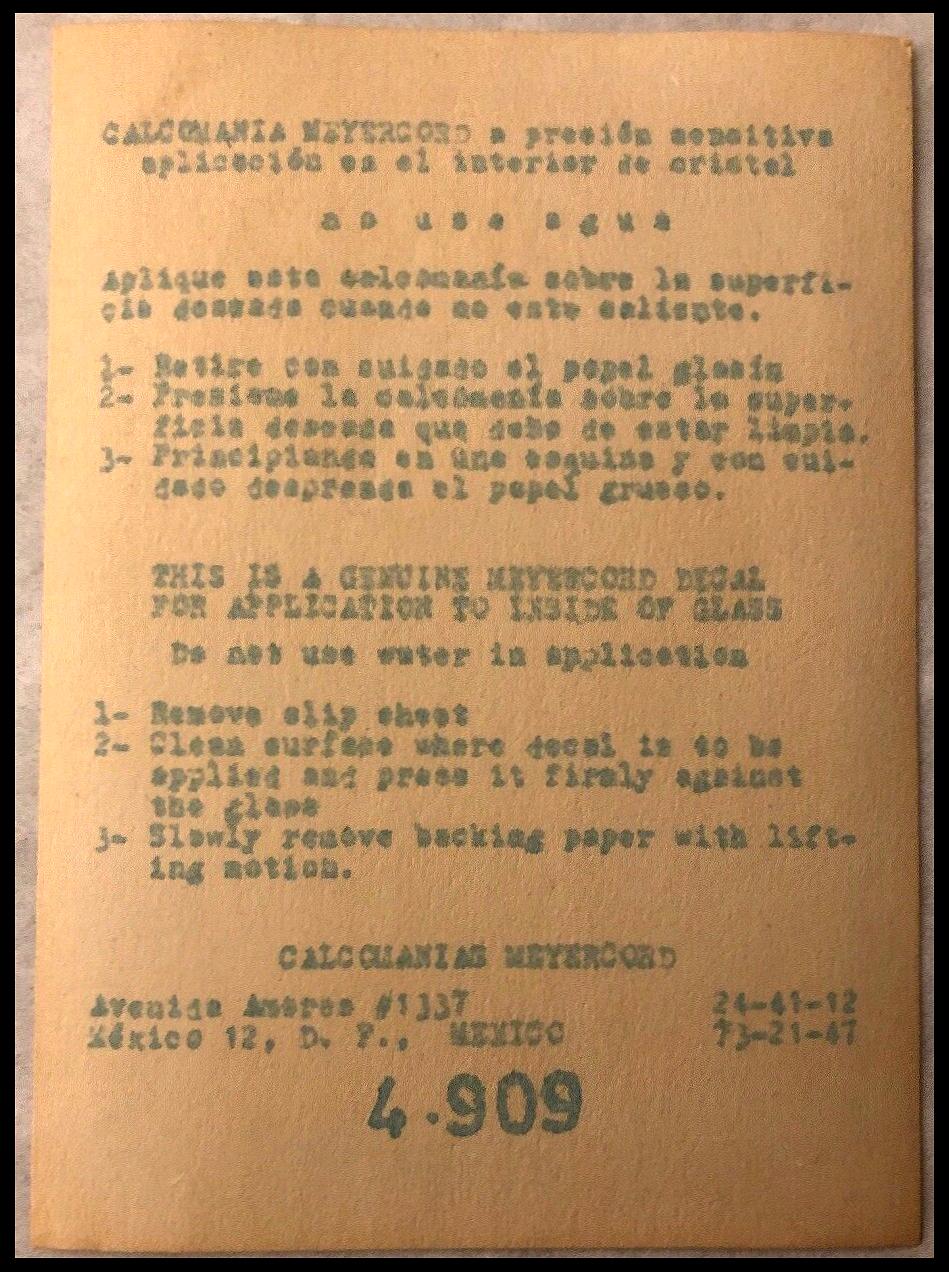 CALCOMANIA MEYERCORD a presión sensitiva
aplicación en el interior de cristal
no use agua
Aplique esta calcomanía sobre la superfi-
cie deseada cuando no este caliente.
1- Retire con cuidado el papel glasin
2- Presione la calcomanía sobre la super-
ficie deseada que debe de estar limpia.
3- Principiando en una esquina y con cui-
dado desprenda el papel grueso.
THIS IS A GENUINE MEYERCORD DECAL
FOR APPLICATION TO INSIDE OF GLASS
Do not use water in application
1- Remove slip sheet
2- Clean surface where decal is to be
applied and press it firmly against
the glass
3- Slowly remove backing paper with lift-
ing motion.
CALCOMANIAS MEYERCORD
Avenida Amores #1337 24-41-12
México 12, D. F., MEXICO 73-21-47
4.909